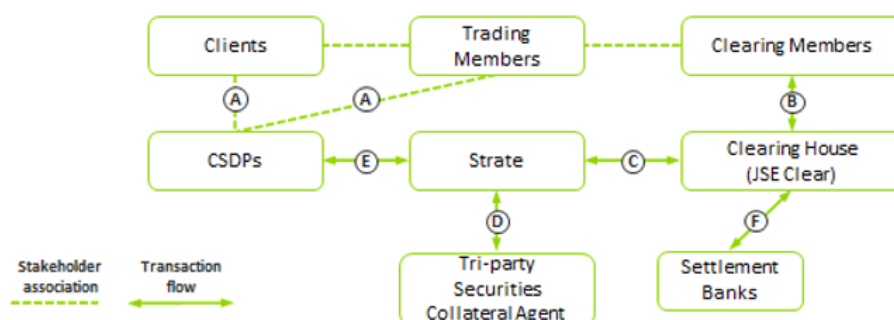 Clients
Trading
Members
Clearing Members
A
A
B
CSDPs
E
Strate
C
Clearing House
(JSE Clear)
D
F
Stakeholder
association
Transaction
flow
Tri-party
Securities
Collateral Agent
Settlement
Banks